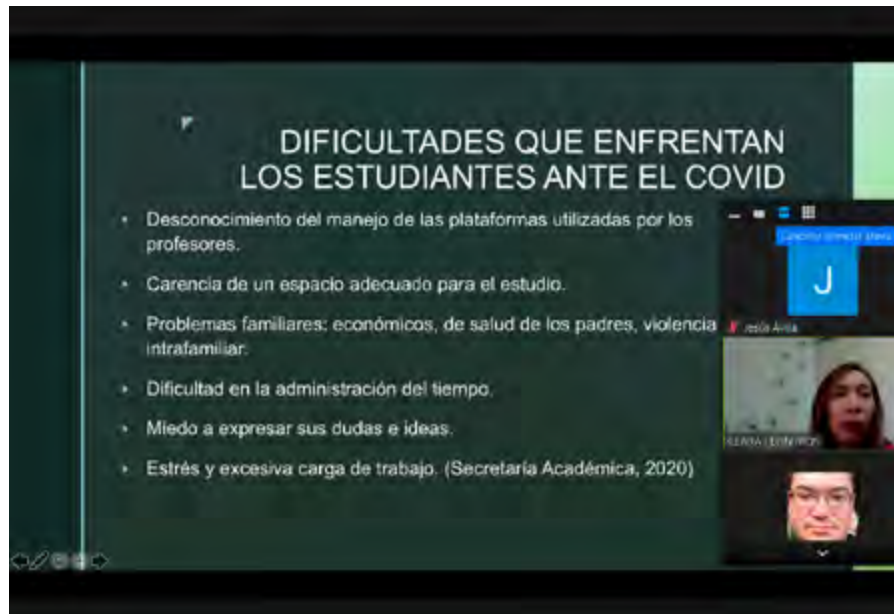 DIFICULTADES QUE ENFRENTAN
LOS ESTUDIANTES ANTE EL COVID
Desconocimiento del manejo de las plataformas utilizadas por los
profesores.
Carencia de un espacio adecuado para el estudio.
Problemas familiares: económicos, de salud de los padres, violencia
intrafamiliar.
Dificultad en la administración del tiempo.
Miedo a expresar sus dudas e ideas.
Estrés y excesiva carga de trabajo. (Secretaría Académica, 2020)
J
Jesús Avila